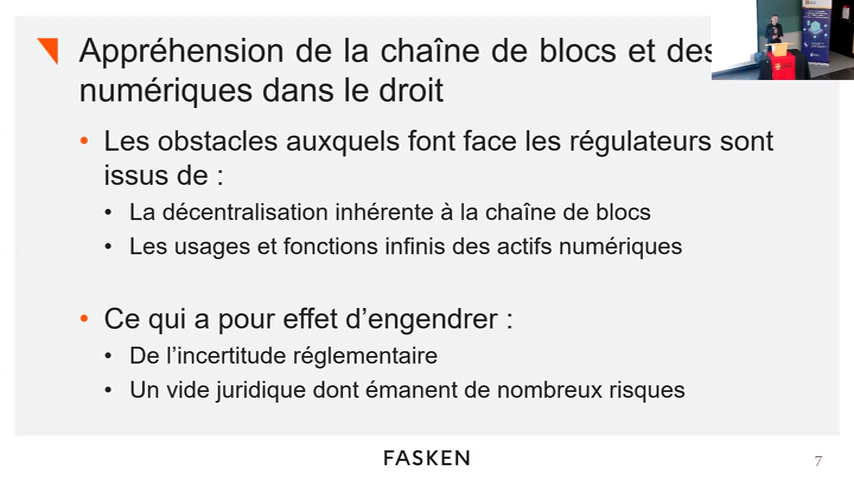 Appréhension de la chaîne de blocs et des
numériques dans le droit
• Les obstacles auxquels font face les régulateurs sont
issus de :
• La décentralisation inhérente à la chaîne de blocs
• Les usages et fonctions infinis des actifs numériques
• Ce qui a pour effet d’engendrer :
• De l’incertitude réglementaire
• Un vide juridique dont émanent de nombreux risques
FASKEN
7